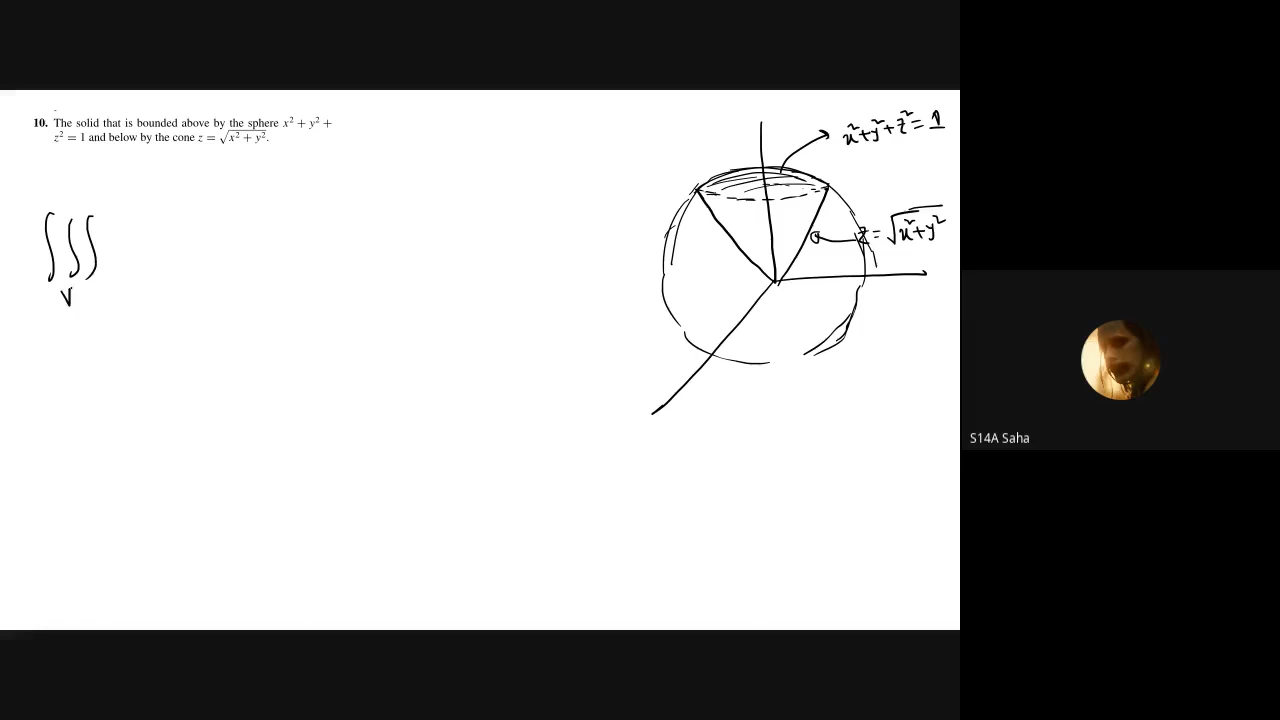 10. The solid that is bounded above by the sphere x² + y² +
z² = 1 and below by the cone z = √(x² + y²).
x²+y²+z²=1
z = √(x²+y²)
∫∫∫
V
S14A Saha